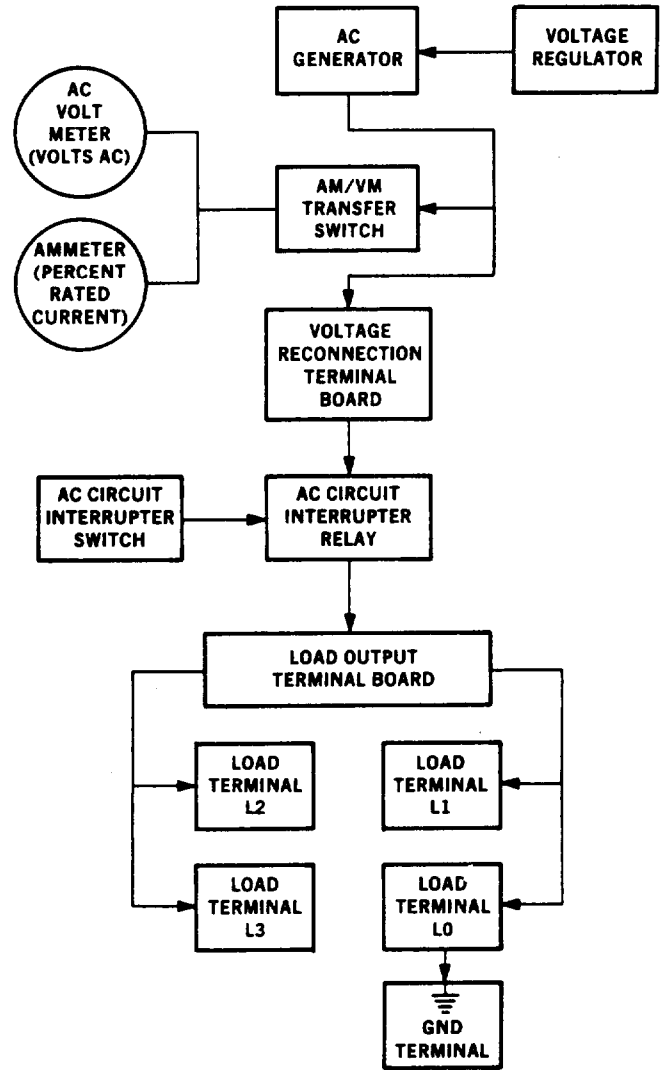 AC
GENERATOR
VOLTAGE
REGULATOR
AC
VOLT
METER
(VOLTS AC)
AM/VM
TRANSFER
SWITCH
AMMETER
(PERCENT
RATED
CURRENT)
VOLTAGE
RECONNECTION
TERMINAL
BOARD
AC CIRCUIT
INTERRUPTER
SWITCH
AC CIRCUIT
INTERRUPTER
RELAY
LOAD OUTPUT
TERMINAL BOARD
LOAD
TERMINAL
L2
LOAD
TERMINAL
L1
LOAD
TERMINAL
L3
LOAD
TERMINAL
L0
GND
TERMINAL